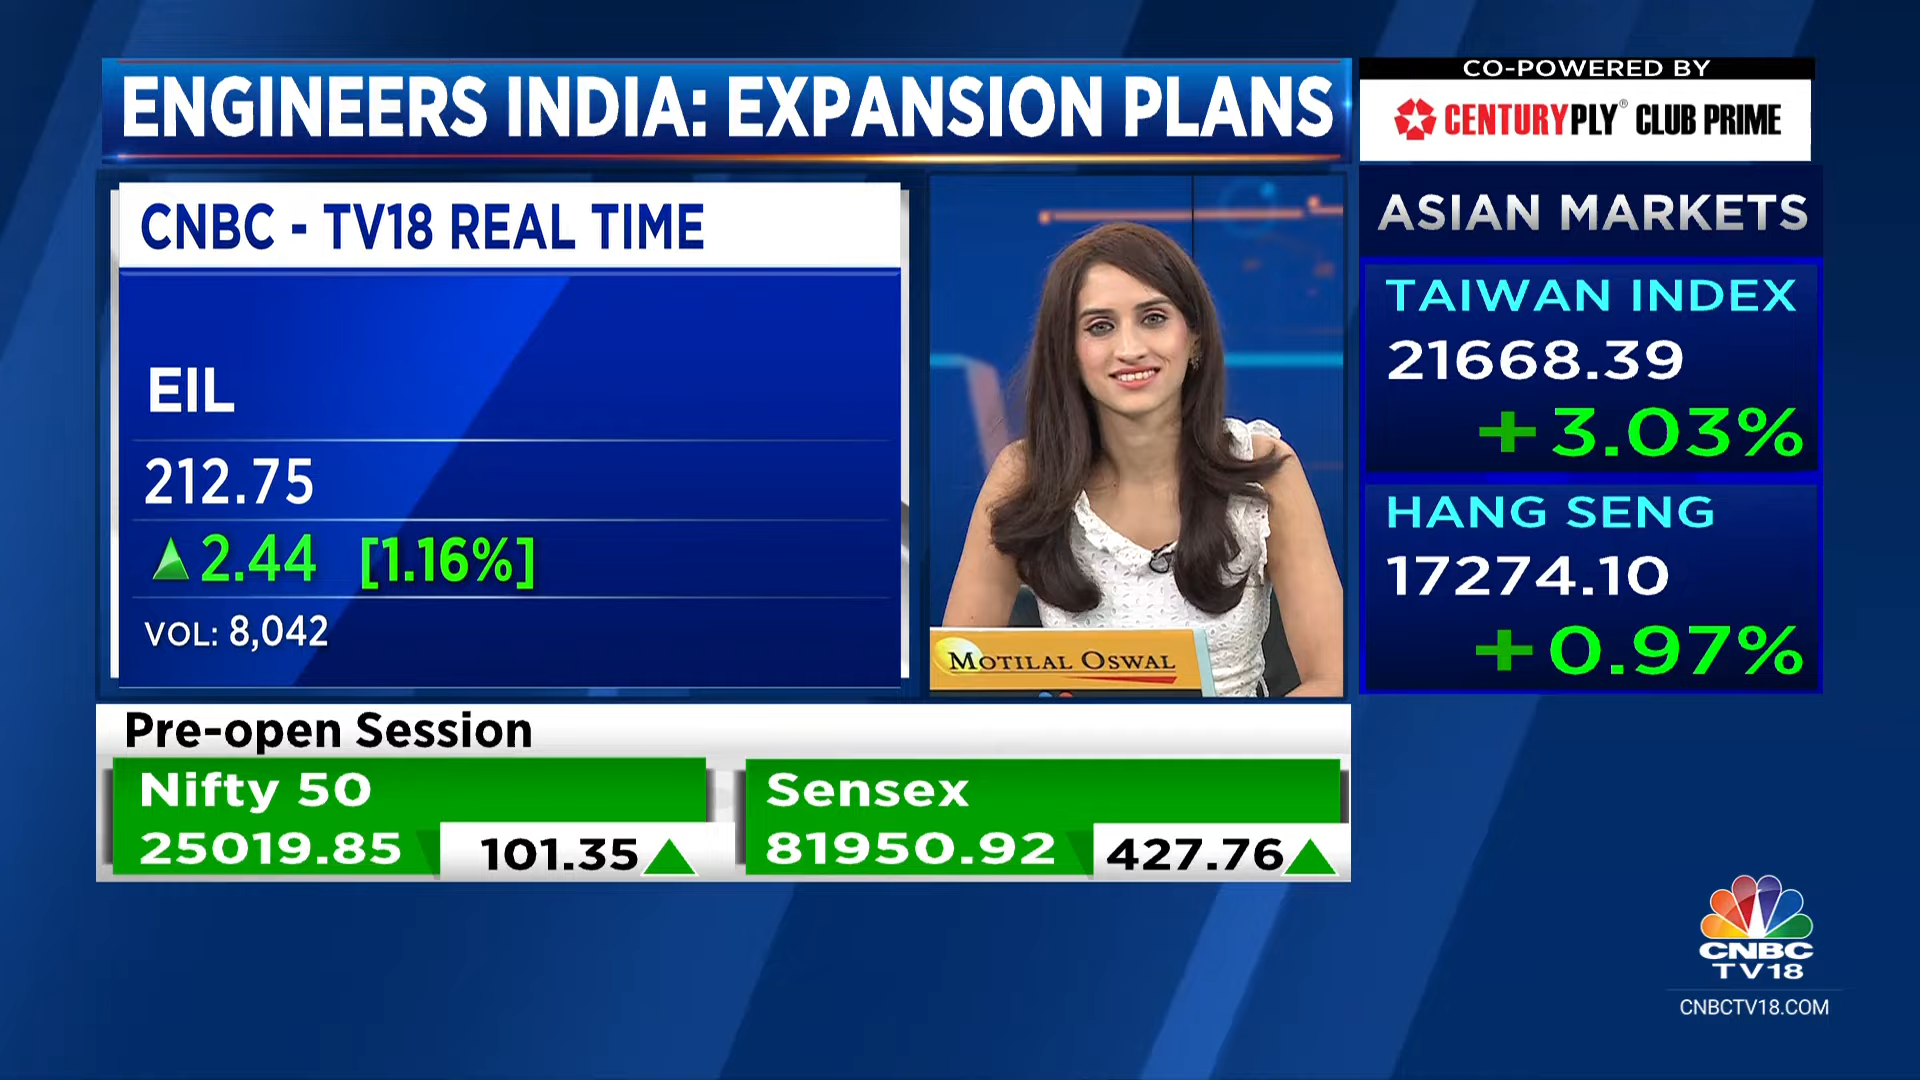 ENGINEERS INDIA: EXPANSION PLANS
CO-POWERED BY
CENTURYPLY® CLUB PRIME
CNBC - TV18 REAL TIME
EIL
212.75
▲ 2.44 [1.16%]
VOL: 8,042
MOTILAL OSWAL
ASIAN MARKETS
TAIWAN INDEX
21668.39
+3.03%
HANG SENG
17274.10
+0.97%
Pre-open Session
Nifty 50
25019.85 101.35 ▲
Sensex
81950.92 427.76 ▲
CNBC
TV18
CNBCTV18.COM